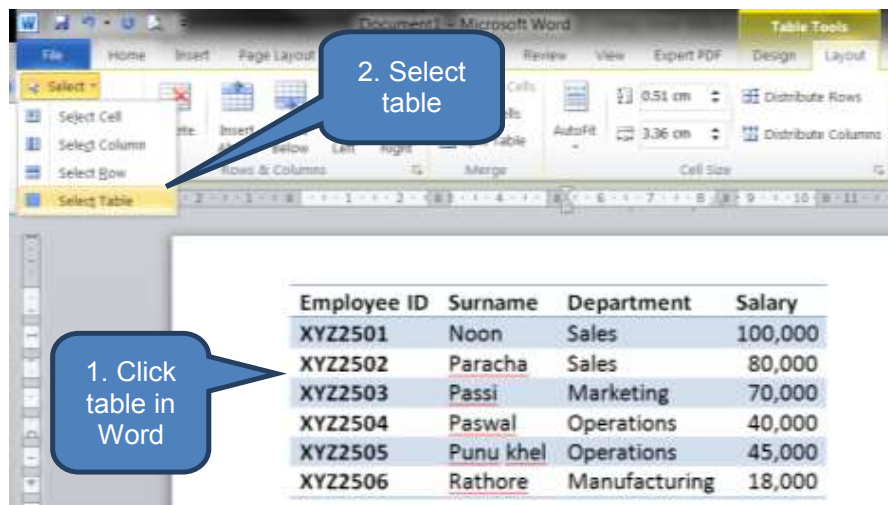 Document1 - Microsoft Word
Table Tools
File Home Insert Page Layout Review View Expert PDF Design Layout
Select
Select Cell
Select Column
Select Row
Select Table
Insert
Below Left Right
Rows & Columns
Cells
Table
Merge
AutoFit
0.51 cm
3.36 cm
Distribute Rows
Distribute Columns
Cell Size
2. Select
table
1. Click
table in
Word
Employee ID Surname Department Salary
XYZ2501 Noon Sales 100,000
XYZ2502 Paracha Sales 80,000
XYZ2503 Passi Marketing 70,000
XYZ2504 Paswal Operations 40,000
XYZ2505 Punu khel Operations 45,000
XYZ2506 Rathore Manufacturing 18,000